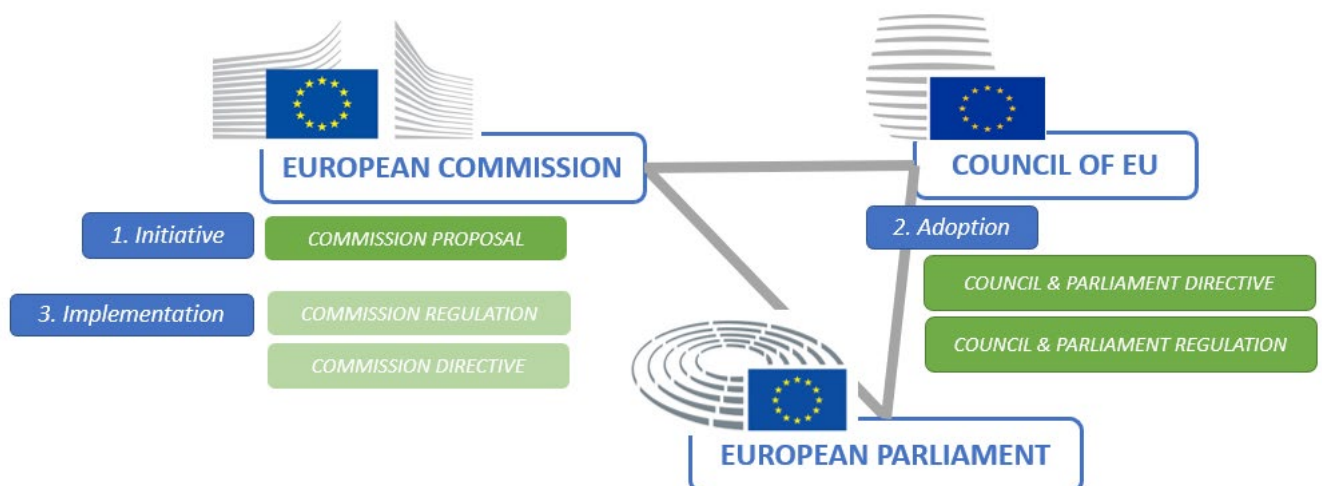 EUROPEAN COMMISSION
COUNCIL OF EU
1. Initiative
COMMISSION PROPOSAL
2. Adoption
COUNCIL & PARLIAMENT DIRECTIVE
3. Implementation
COMMISSION REGULATION
COUNCIL & PARLIAMENT REGULATION
COMMISSION DIRECTIVE
EUROPEAN PARLIAMENT